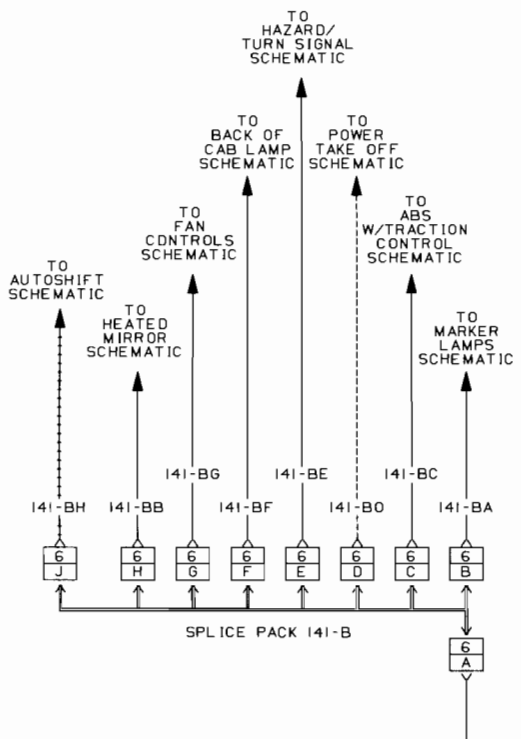 TO
HAZARD/
TURN SIGNAL
SCHEMATIC
TO
BACK OF
CAB LAMP
SCHEMATIC
TO
POWER
TAKE OFF
SCHEMATIC
TO
FAN
CONTROLS
SCHEMATIC
TO
ABS
W/TRACTION
CONTROL
SCHEMATIC
TO
AUTOSHIFT
SCHEMATIC
TO
HEATED
MIRROR
SCHEMATIC
TO
MARKER
LAMPS
SCHEMATIC
141-BG
141-BE
141-BC
141-BH
141-BB
141-BF
141-BO
141-BA
6 6 6 6 6 6 6 6
J H G F E D C B
SPLICE PACK 141-B
6
A